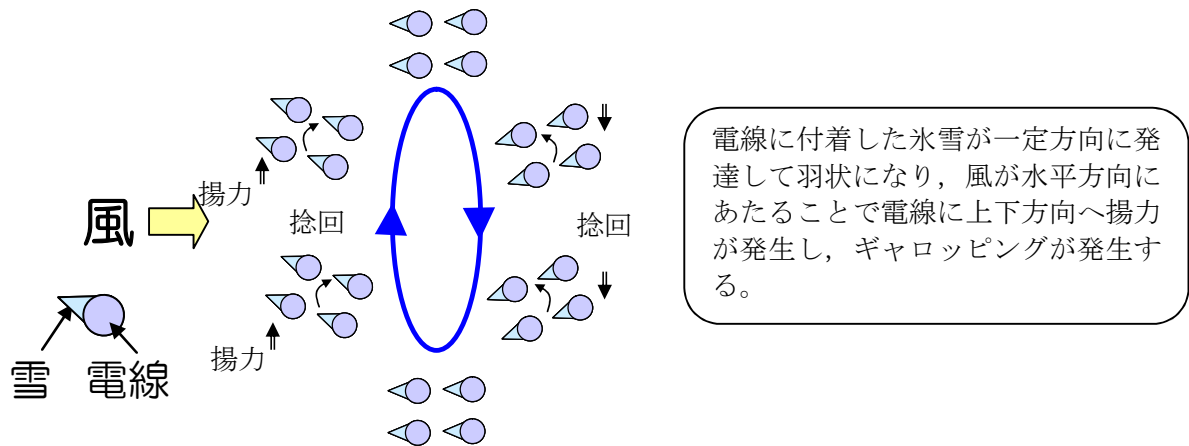 揚力
風
捻回
捻回
揚力
雪 電線
電線に付着した氷雪が一定方向に発
達して羽状になり，風が水平方向に
あたることで電線に上下方向へ揚力
が発生し，ギャロッピングが発生す
る。